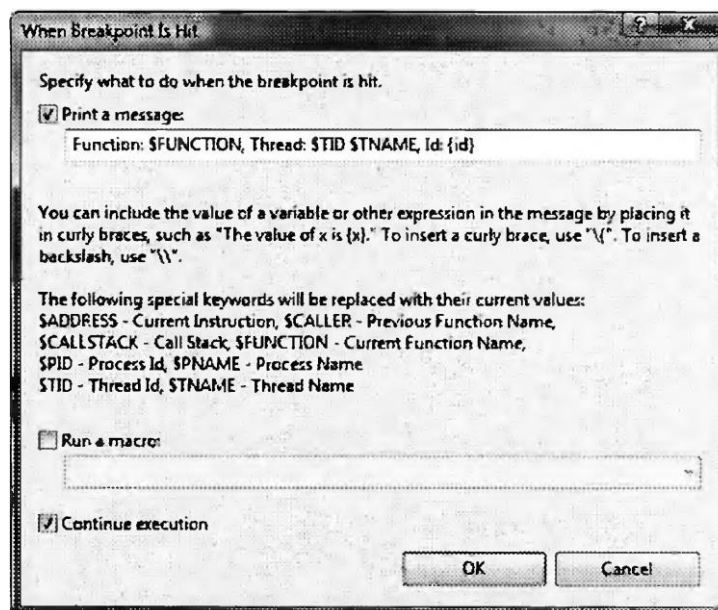 When Breakpoint Is Hit
Specify what to do when the breakpoint is hit.
Print a message:
Function: $FUNCTION, Thread: $TID $TNAME, Id: {id}
You can include the value of a variable or other expression in the message by placing it
in curly braces, such as "The value of x is {x}." To insert a curly brace, use "\{". To insert a
backslash, use "\\".
The following special keywords will be replaced with their current values:
$ADDRESS - Current Instruction, $CALLER - Previous Function Name,
$CALLSTACK - Call Stack, $FUNCTION - Current Function Name,
$PID - Process Id, $PNAME - Process Name
$TID - Thread Id, $TNAME - Thread Name
Run a macro:
Continue execution
OK Cancel